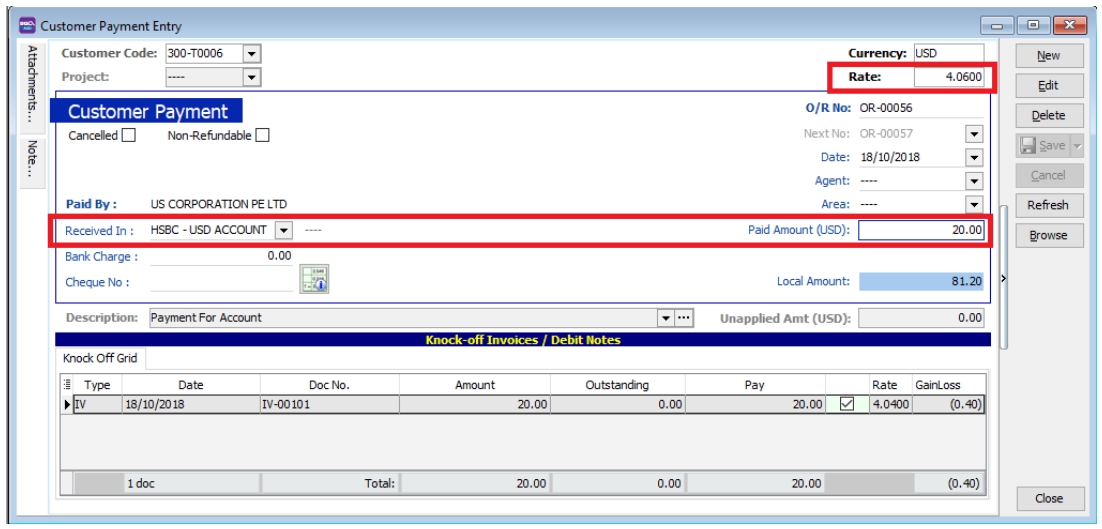 Customer Payment Entry
Attachments...
Note...
Customer Code: 300-T0006
Currency: USD
Project: ----
Rate: 4.0600
Customer Payment
O/R No: OR-00056
Cancelled Non-Refundable
Next No: OR-00057
Date: 18/10/2018
Agent: ----
Paid By : US CORPORATION PE LTD
Area: ----
Received In : HSBC - USD ACCOUNT ----
Paid Amount (USD): 20.00
Bank Charge : 0.00
Cheque No :
Local Amount: 81.20
Description: Payment For Account
Unapplied Amt (USD): 0.00
Knock-off Invoices / Debit Notes
Knock Off Grid
Type Date Doc No. Amount Outstanding Pay Rate GainLoss
IV 18/10/2018 IV-00101 20.00 0.00 20.00 4.0400 (0.40)
1 doc Total: 20.00 0.00 20.00 (0.40)
New
Edit
Delete
Save
Cancel
Refresh
Browse
Close